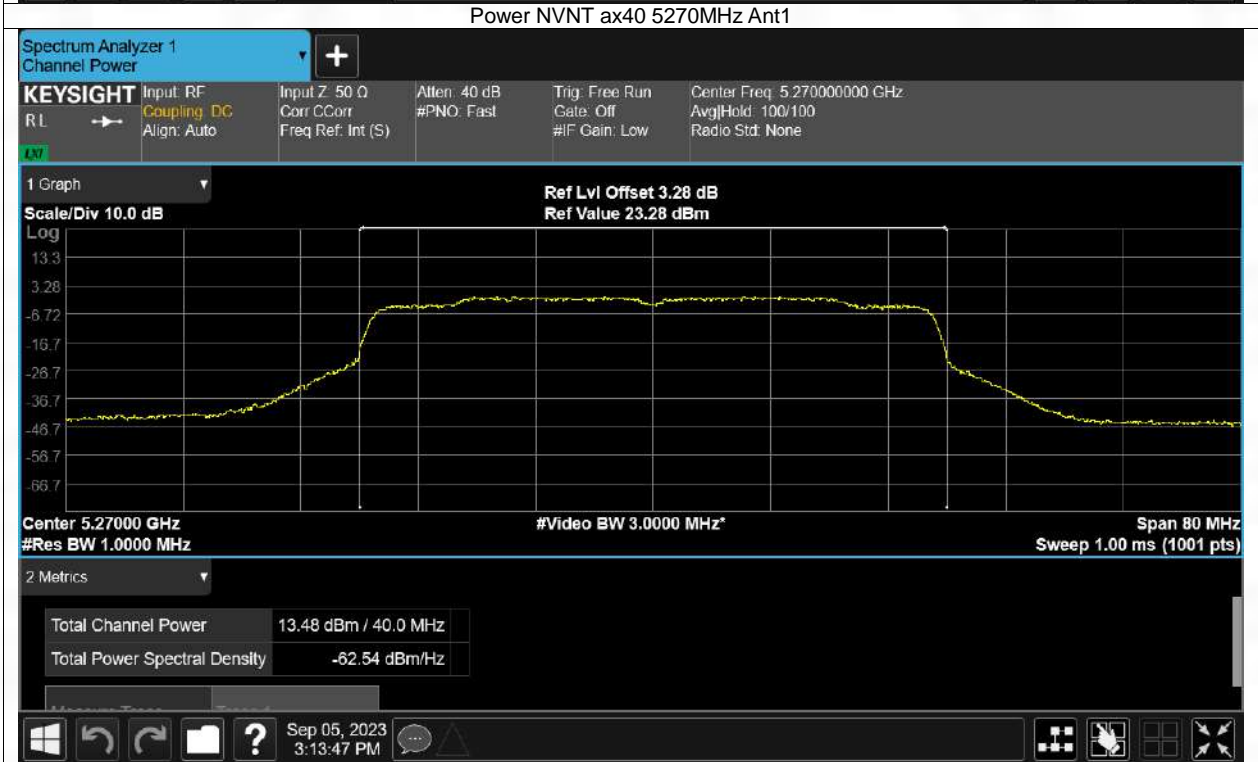 Power NVNT ax40 5270MHz Ant1
Spectrum Analyzer 1
Channel Power
+
KEYSIGHT Input: RF Input Z: 50 Ω Atten: 40 dB Trig: Free Run Center Freq: 5.270000000 GHz
RL Coupling: DC Corr CCorr #PNO: Fast Gate: Off Avg|Hold: 100/100
Align: Auto Freq Ref: Int (S) #IF Gain: Low Radio Std: None
LXI
1 Graph Ref Lvl Offset 3.28 dB
Scale/Div 10.0 dB Ref Value 23.28 dBm
Log
13.3
3.28
-6.72
-16.7
-26.7
-36.7
-46.7
-56.7
-66.7
Center 5.27000 GHz #Video BW 3.0000 MHz* Span 80 MHz
#Res BW 1.0000 MHz Sweep 1.00 ms (1001 pts)
2 Metrics
Total Channel Power 13.48 dBm / 40.0 MHz
Total Power Spectral Density -62.54 dBm/Hz
? Sep 05, 2023
3:13:47 PM